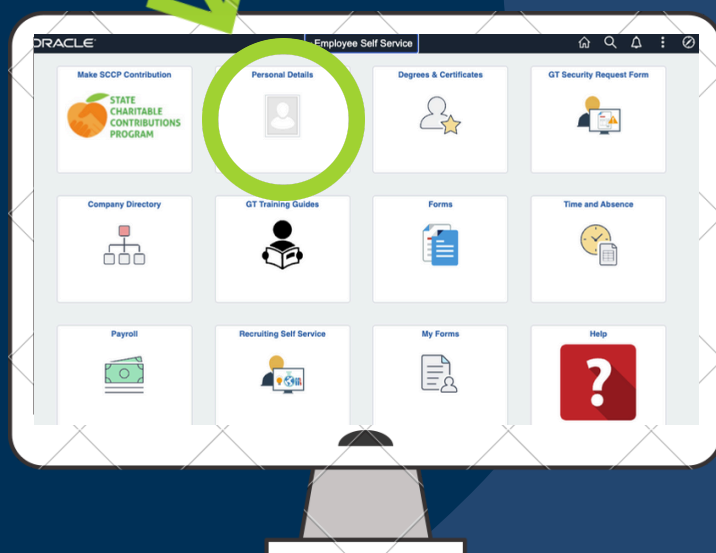 ORACLE
Employee Self Service
Make SCCP Contribution
Personal Details
Degrees & Certificates
GT Security Request Form
STATE
CHARITABLE
CONTRIBUTIONS
PROGRAM
Company Directory
GT Training Guides
Forms
Time and Absence
Payroll
Recruiting Self Service
My Forms
Help
?